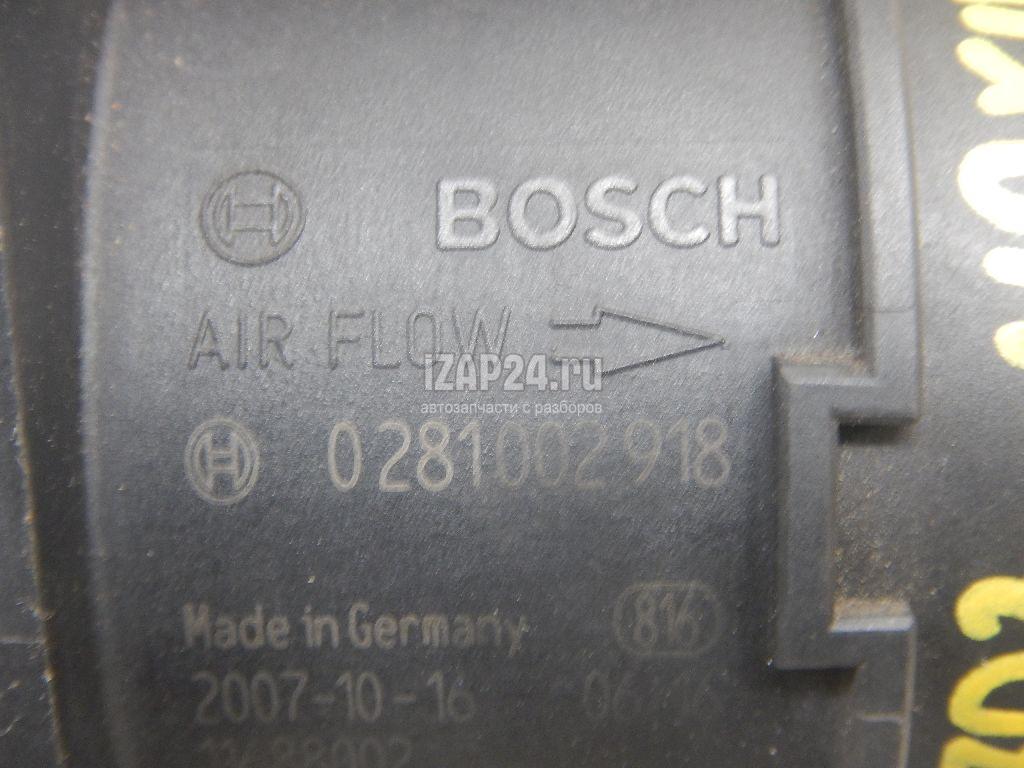 BOSCH
AIR FLOW
iZAP24.ru
автозапчасти с разборов
0 281 002 918
Made in Germany
816
2007-10-16